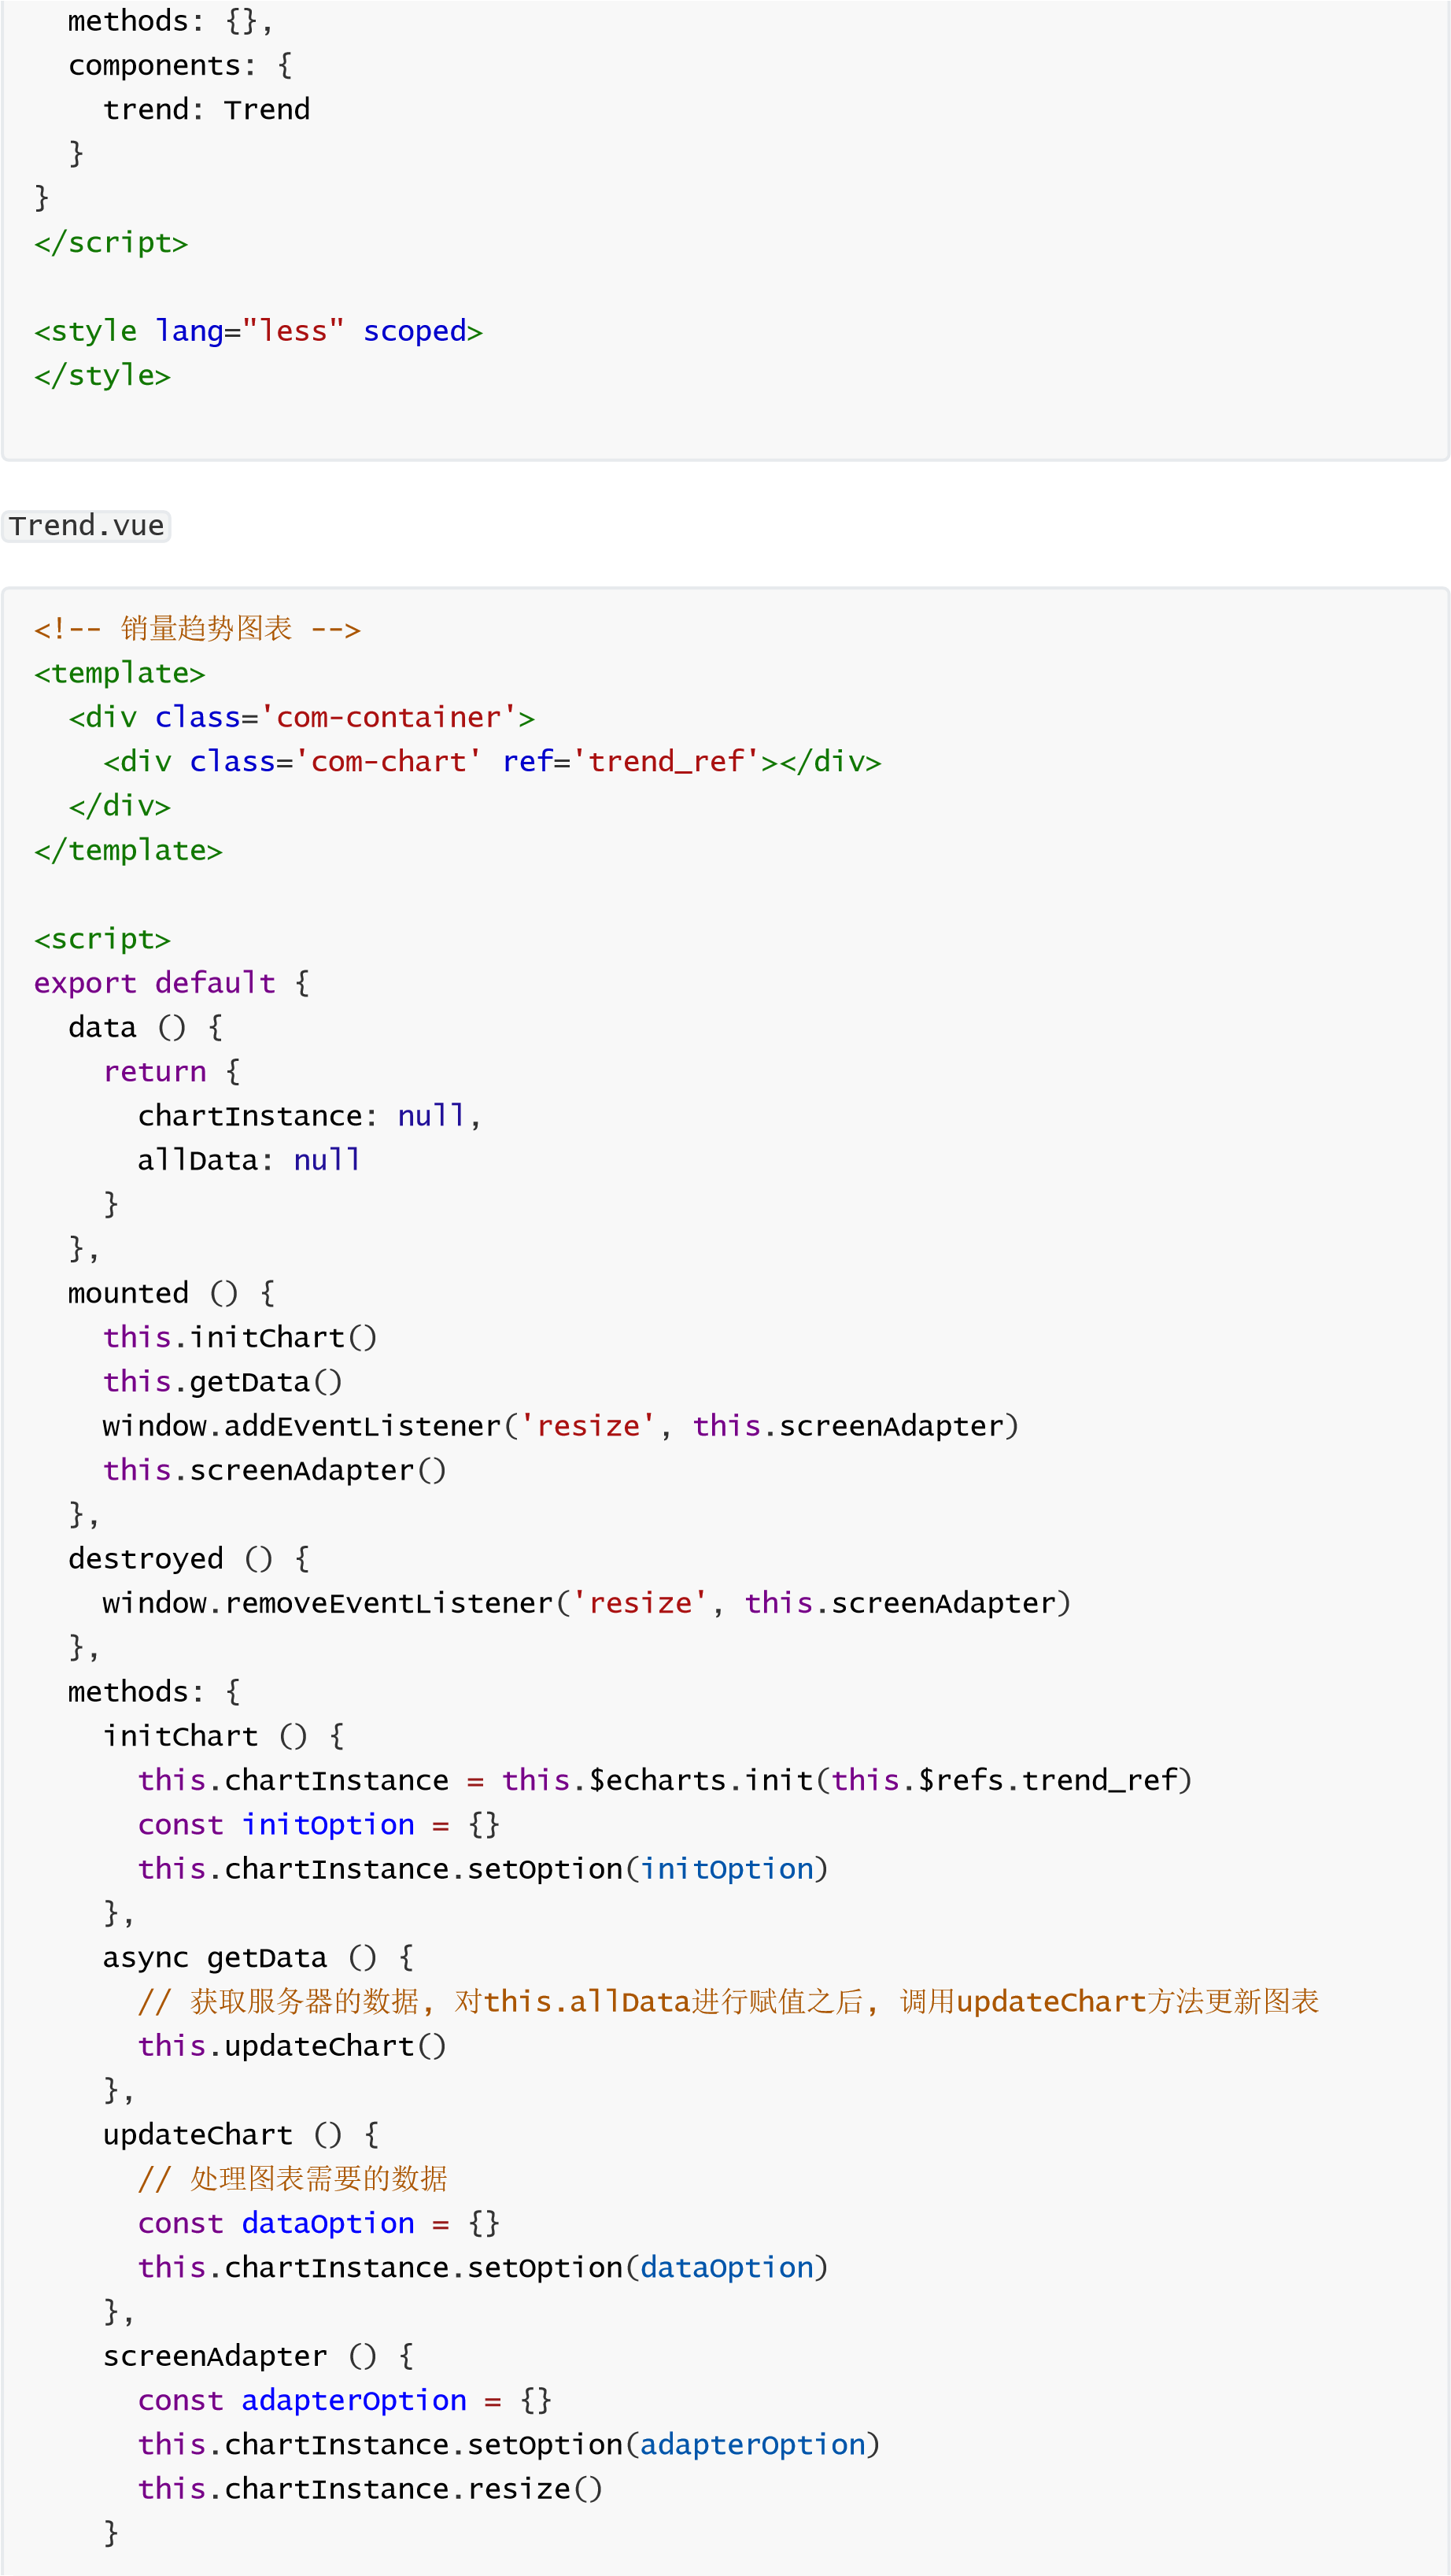 methods: {},
  components: {
    trend: Trend
  }
}
</script>

<style lang="less" scoped>
</style>

Trend.vue

<!-- 销量趋势图表 -->
<template>
  <div class='com-container'>
    <div class='com-chart' ref='trend_ref'></div>
  </div>
</template>

<script>
export default {
  data () {
    return {
      chartInstance: null,
      allData: null
    }
  },
  mounted () {
    this.initChart()
    this.getData()
    window.addEventListener('resize', this.screenAdapter)
    this.screenAdapter()
  },
  destroyed () {
    window.removeEventListener('resize', this.screenAdapter)
  },
  methods: {
    initChart () {
      this.chartInstance = this.$echarts.init(this.$refs.trend_ref)
      const initOption = {}
      this.chartInstance.setOption(initOption)
    },
    async getData () {
      // 获取服务器的数据, 对this.allData进行赋值之后, 调用updateChart方法更新图表
      this.updateChart()
    },
    updateChart () {
      // 处理图表需要的数据
      const dataOption = {}
      this.chartInstance.setOption(dataOption)
    },
    screenAdapter () {
      const adapterOption = {}
      this.chartInstance.setOption(adapterOption)
      this.chartInstance.resize()
    }